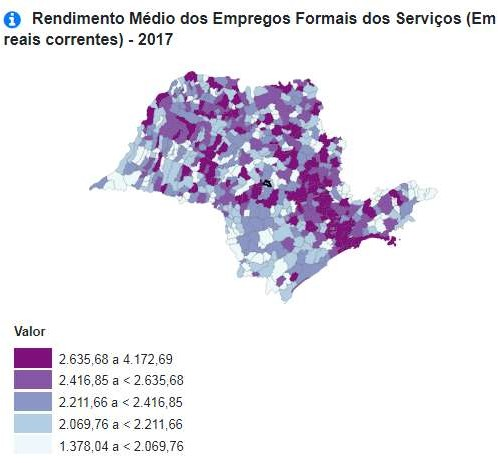 Rendimento Médio dos Empregos Formais dos Serviços (Em
reais correntes) - 2017
Valor
2.635,68 a 4.172,69
2.416,85 a < 2.635,68
2.211,66 a < 2.416,85
2.069,76 a < 2.211,66
1.378,04 a < 2.069,76